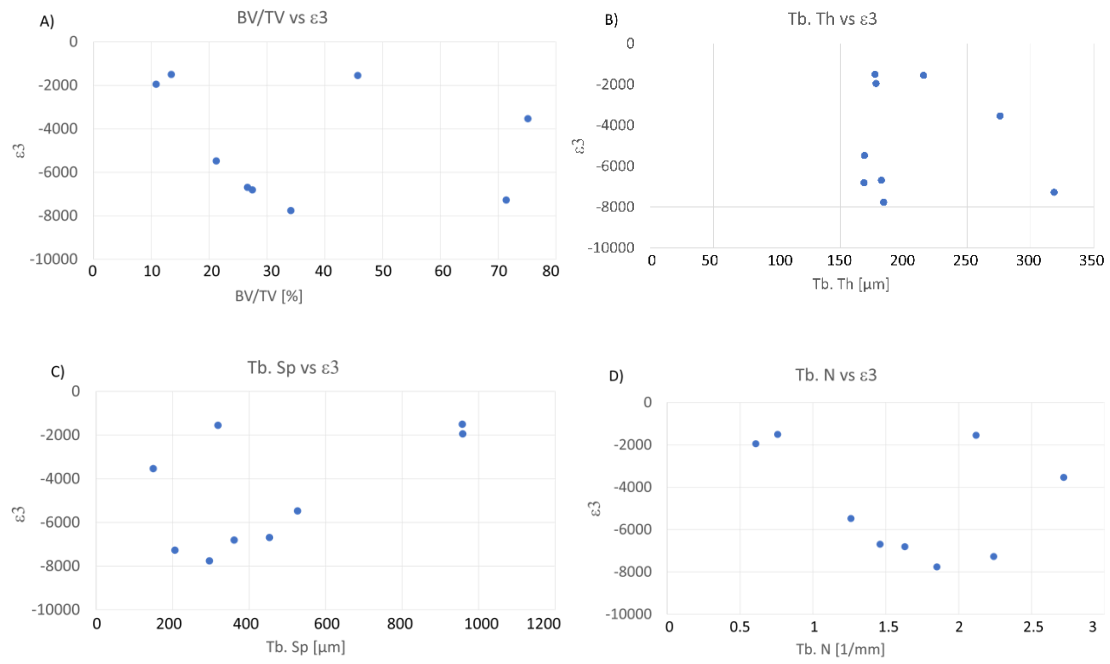 A)
BV/TV vs ε3
0
-2000
-4000
-6000
-8000
-10000
ε3
0 10 20 30 40 50 60 70 80
BV/TV [%]
B)
Tb. Th vs ε3
0
-2000
-4000
-6000
-8000
-10000
ε3
0 50 100 150 200 250 300 350
Tb. Th [µm]
C)
Tb. Sp vs ε3
0
-2000
-4000
-6000
-8000
-10000
ε3
0 200 400 600 800 1000 1200
Tb. Sp [µm]
D)
Tb. N vs ε3
0
-2000
-4000
-6000
-8000
-10000
ε3
0 0.5 1 1.5 2 2.5 3
Tb. N [1/mm]